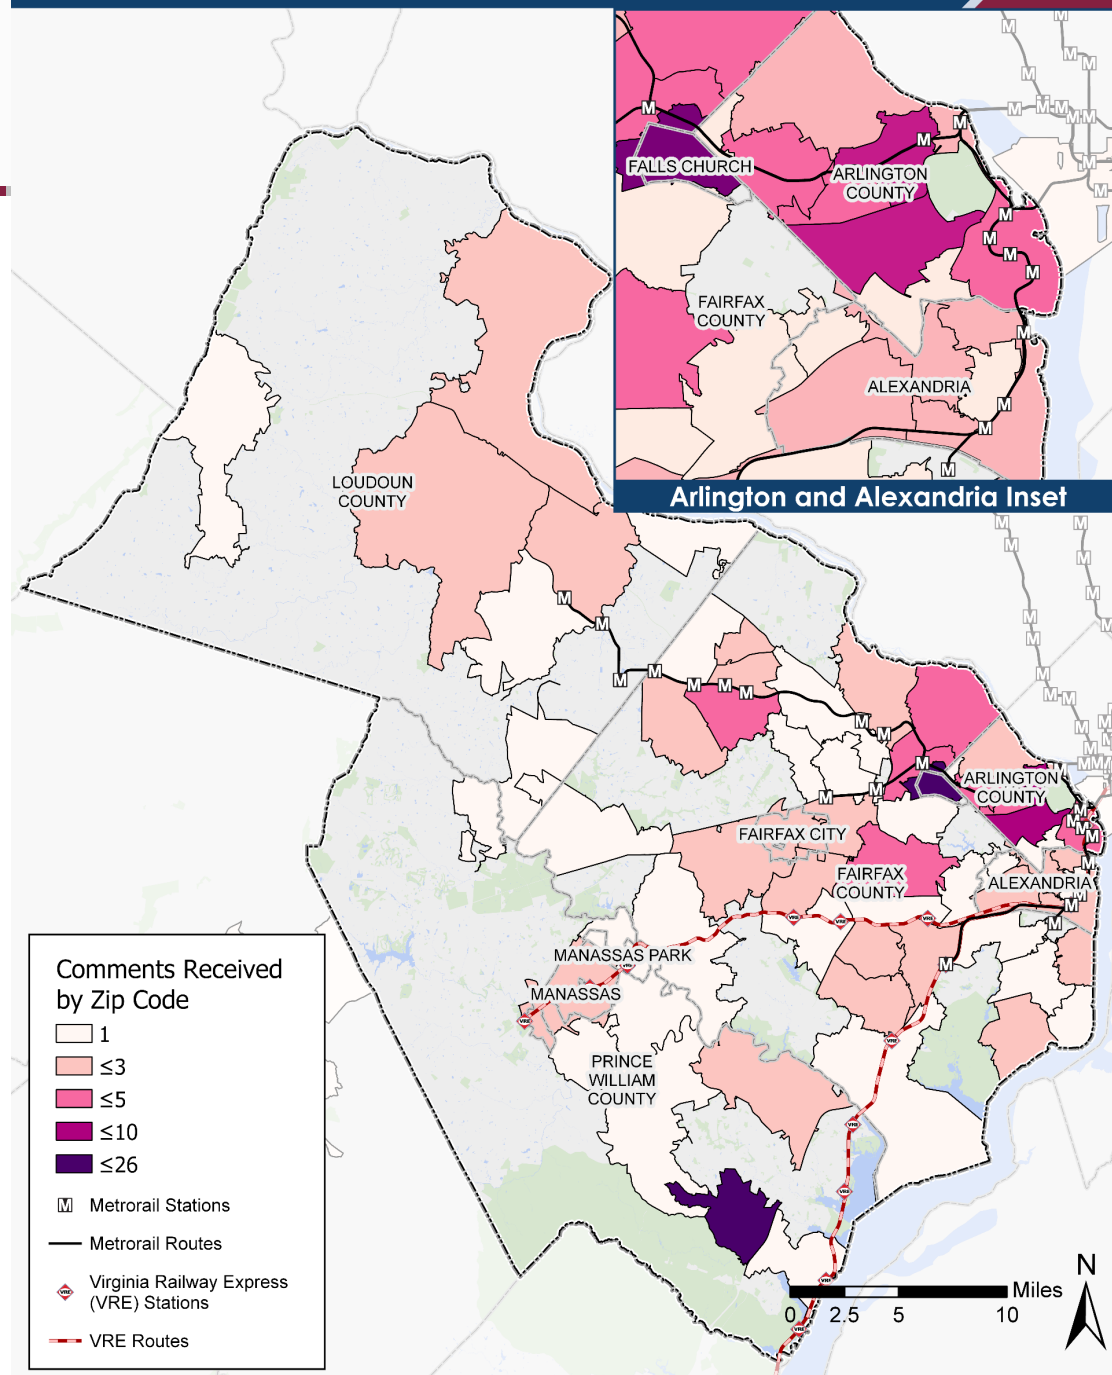 FALLS CHURCH
ARLINGTON
COUNTY
FAIRFAX
COUNTY
ALEXANDRIA
Arlington and Alexandria Inset
LOUDOUN
COUNTY
ARLINGTON
COUNTY
FAIRFAX CITY
FAIRFAX
COUNTY
ALEXANDRIA
MANASSAS PARK
MANASSAS
PRINCE
WILLIAM
COUNTY
Comments Received
by Zip Code
1
≤3
≤5
≤10
≤26
M Metrorail Stations
Metrorail Routes
VRE Virginia Railway Express
(VRE) Stations
VRE Routes
N
Miles
0 2.5 5 10